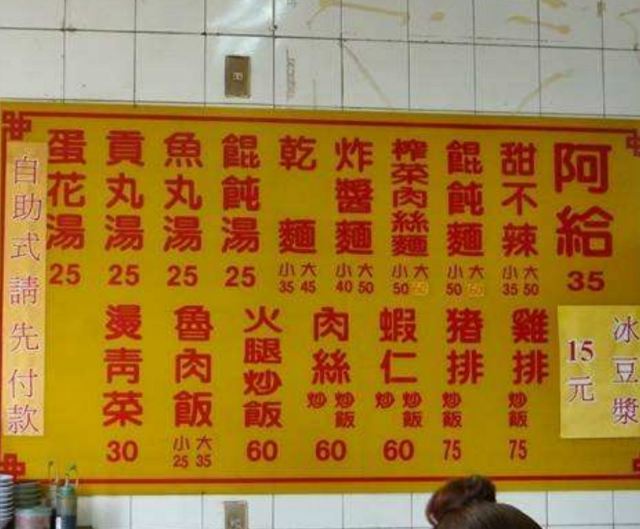 阿給 35
甜不辣 小35 大50
餛飩麵 小50
榨菜肉絲麵 小50
炸醬麵 小40 大50
乾麵 小35 大45
餛飩湯 25
魚丸湯 25
貢丸湯 25
蛋花湯 25
雞排炒飯 75
豬排炒飯 75
蝦仁炒炒飯 60
肉絲炒炒飯 60
火腿炒飯 60
魯肉飯 小25 大35
燙青菜 30
冰豆漿
15元
自助式請先付款